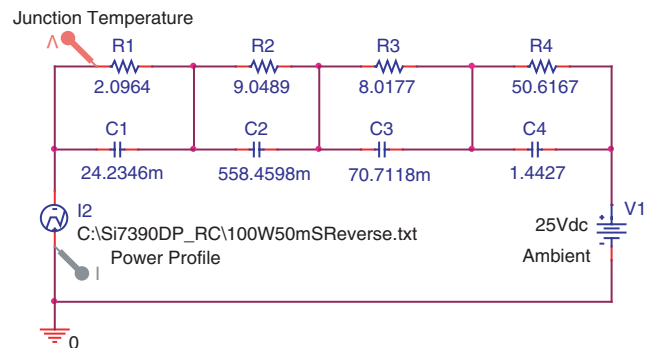 Junction Temperature
V
R1
R2
R3
R4
2.0964
9.0489
8.0177
50.6167
C1
C2
C3
C4
24.2346m
558.4598m
70.7118m
1.4427
I2
C:\Si7390DP_RC\100W50mSReverse.txt
Power Profile
I
25Vdc
V1
Ambient
0